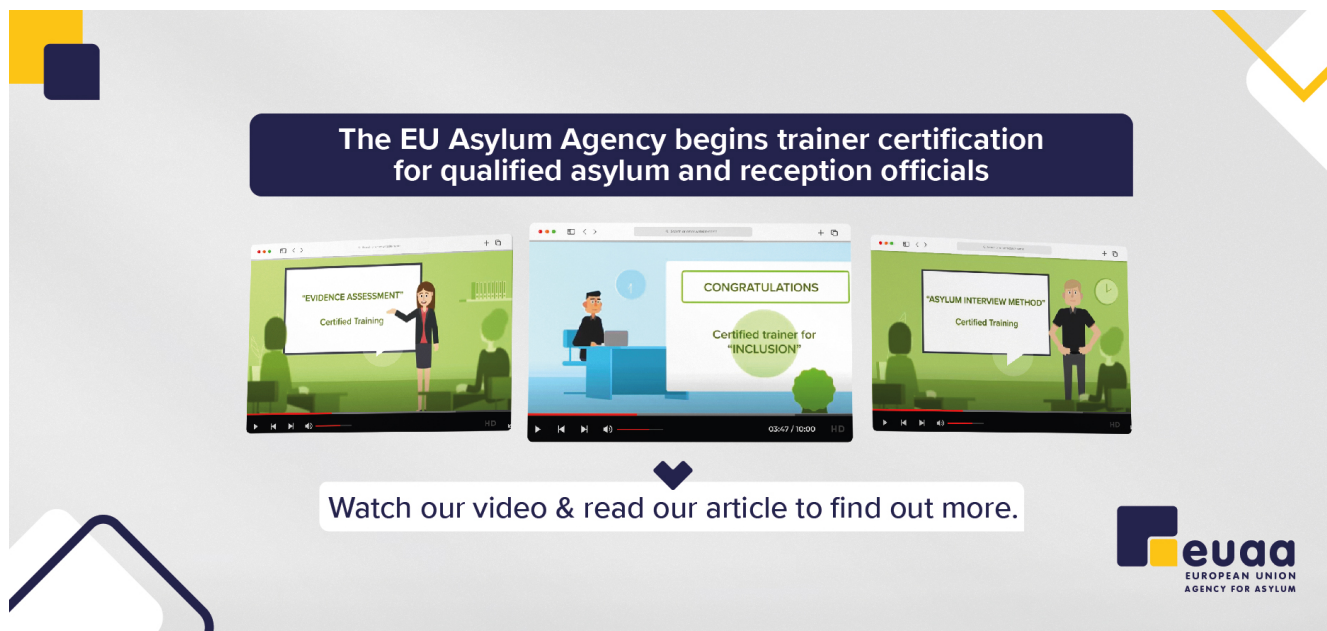 The EU Asylum Agency begins trainer certification
for qualified asylum and reception officials
"EVIDENCE ASSESSMENT"
Certified Training
HD
CONGRATULATIONS
Certified trainer for
"INCLUSION"
03:47 / 10:00 HD
"ASYLUM INTERVIEW METHOD"
Certified Training
HD
Watch our video & read our article to find out more.
euaa
EUROPEAN UNION
AGENCY FOR ASYLUM